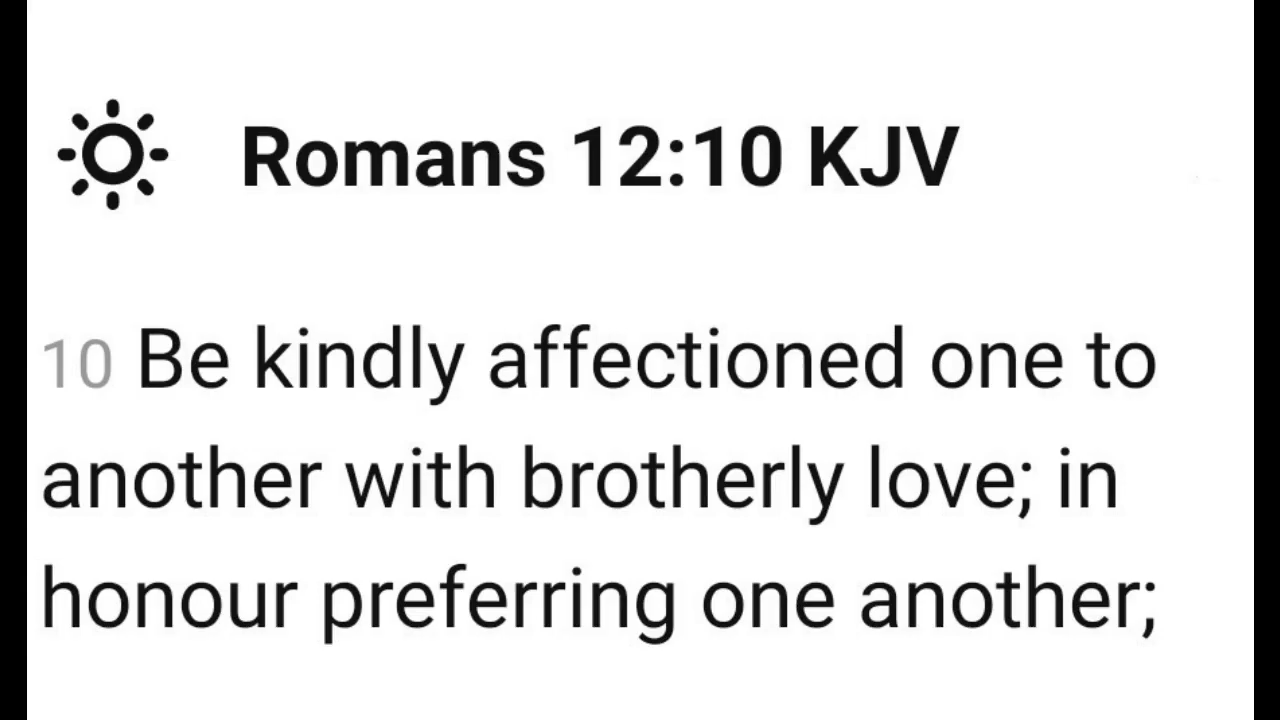 Romans 12:10 KJV
10 Be kindly affectioned one to
another with brotherly love; in
honour preferring one another;